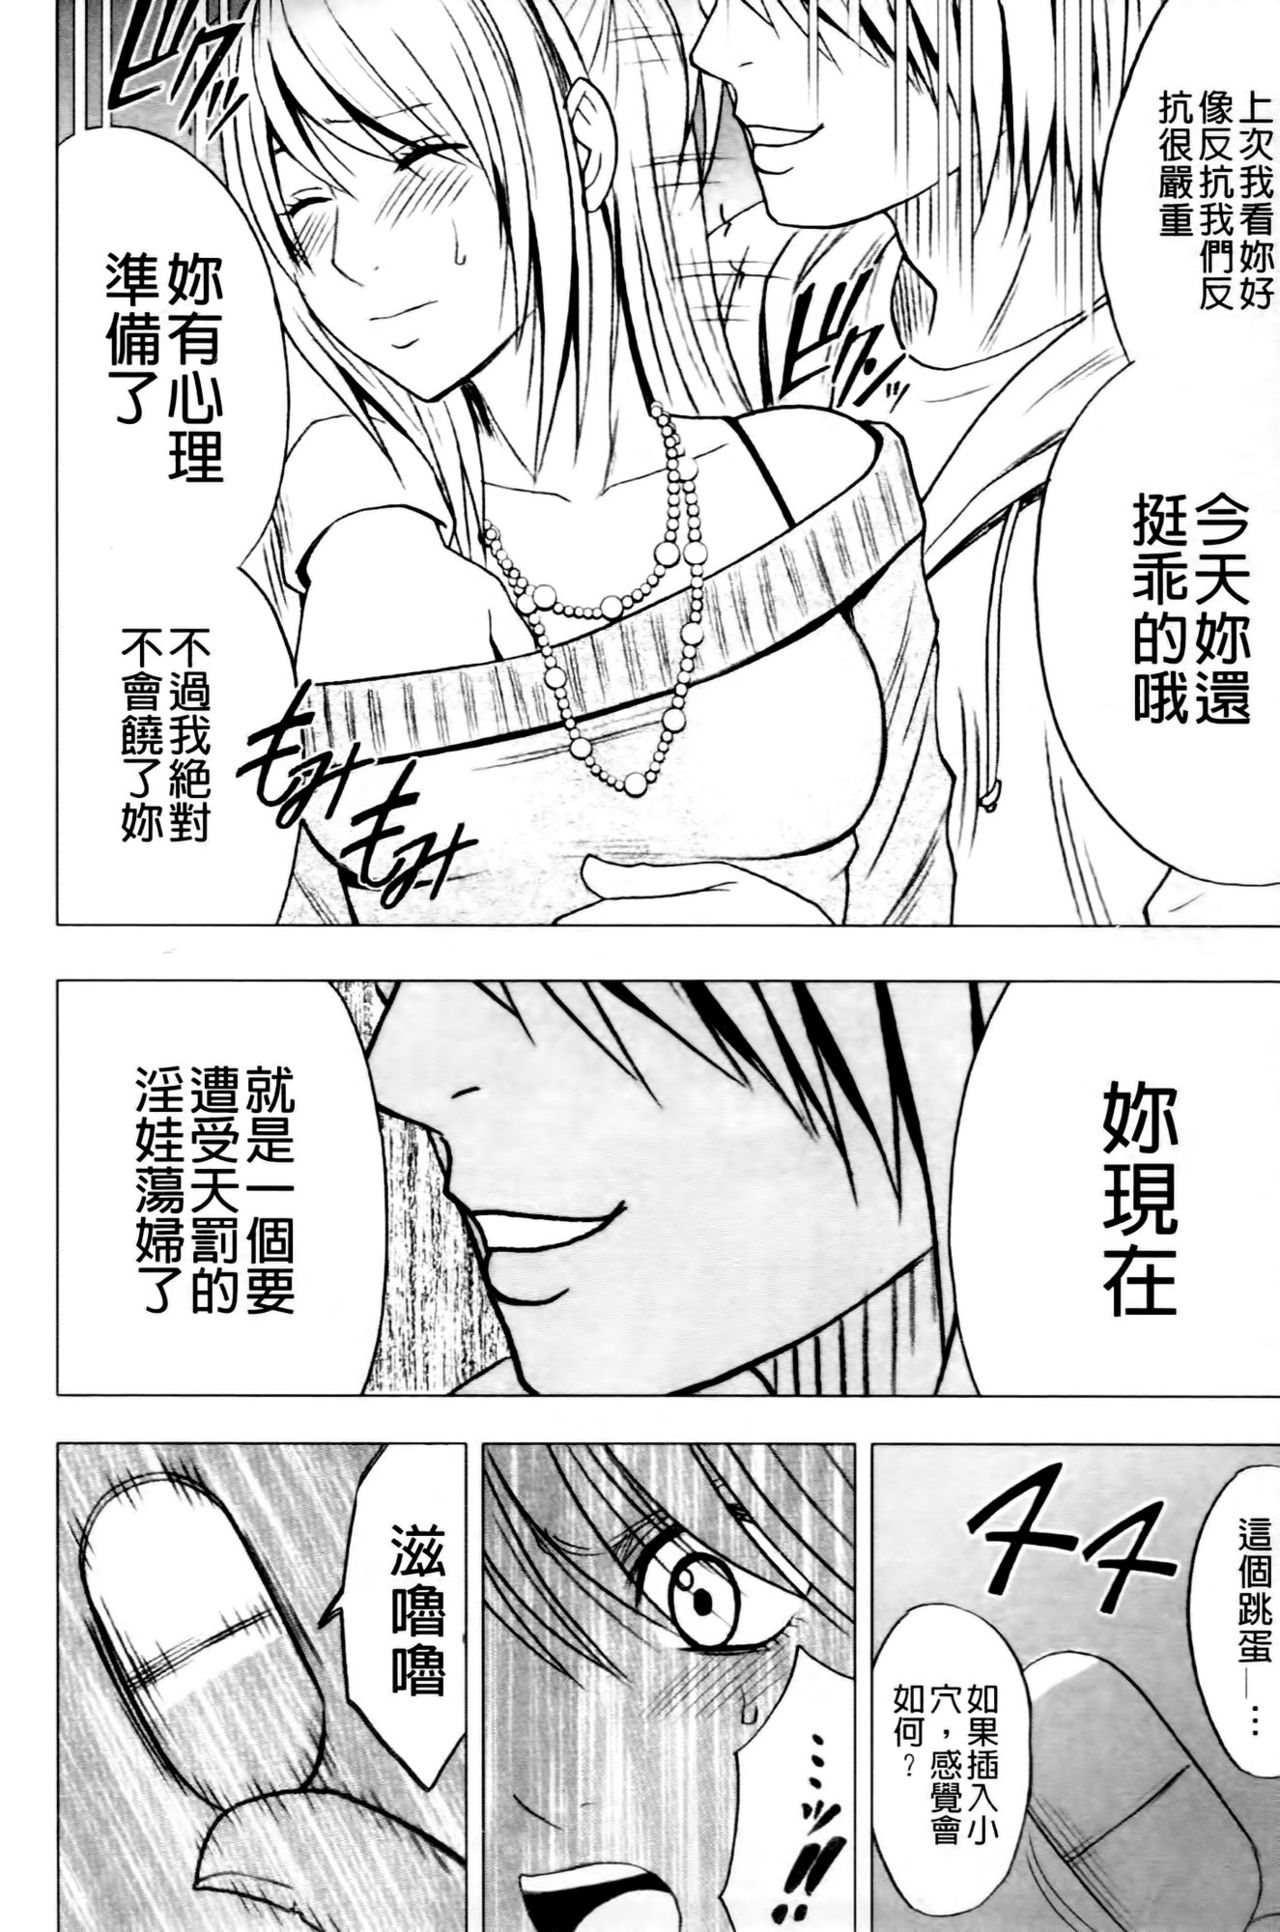 上次我看妳好
像反抗我們反
抗很嚴重
今天妳還
挺乖的哦
ビクッ
ビクッ
妳有心理
準備了
不過我絕對
不會饒了妳
もみ
もみ
妳現在
就是一個要
遭受天罰的
淫娃蕩婦了
這個跳蛋—…
如果插入小
穴，感覺會
如何？
‼
滋嚕嚕